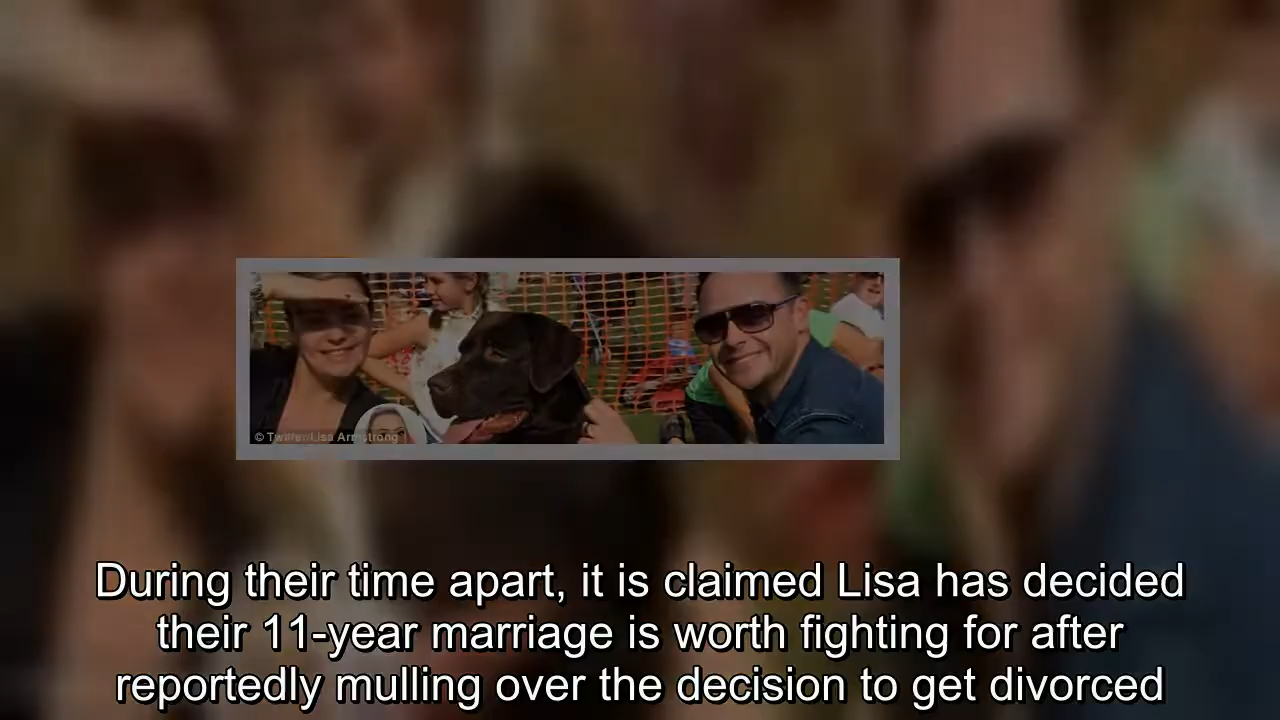 © Twitter/Lisa Armstrong
During their time apart, it is claimed Lisa has decided
their 11-year marriage is worth fighting for after
reportedly mulling over the decision to get divorced